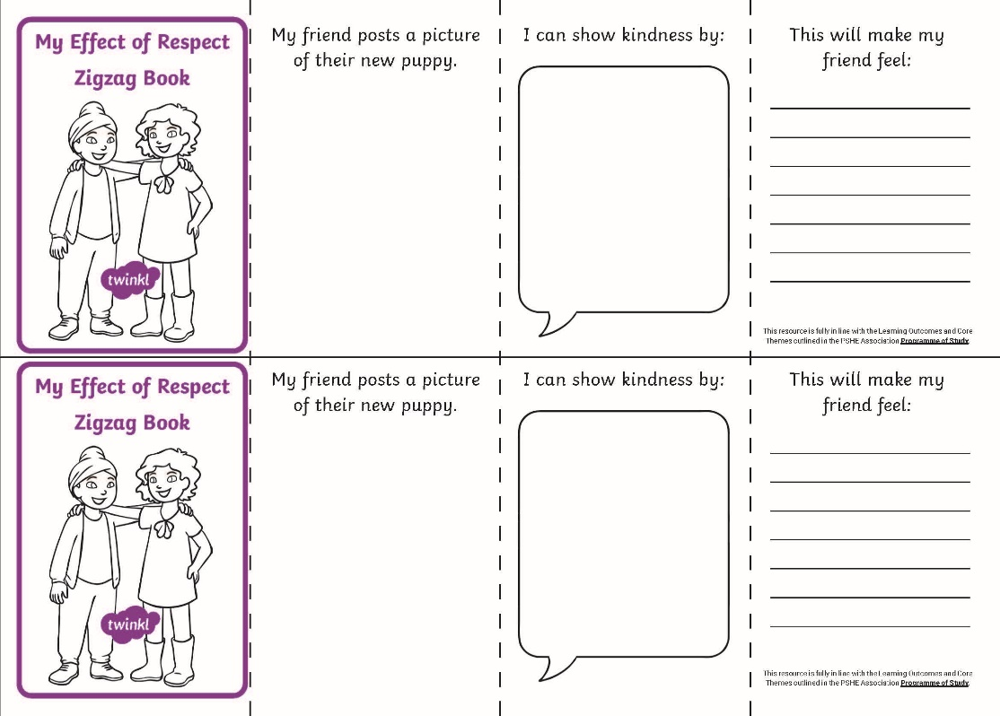 My Effect of Respect
Zigzag Book
twinkl
My friend posts a picture
of their new puppy.
I can show kindness by:
This will make my
friend feel:
This resource is fully in line with the Learning Outcomes and Core
Themes outlined in the PSHE Association Programme of Study.
My Effect of Respect
Zigzag Book
twinkl
My friend posts a picture
of their new puppy.
I can show kindness by:
This will make my
friend feel:
This resource is fully in line with the Learning Outcomes and Core
Themes outlined in the PSHE Association Programme of Study.